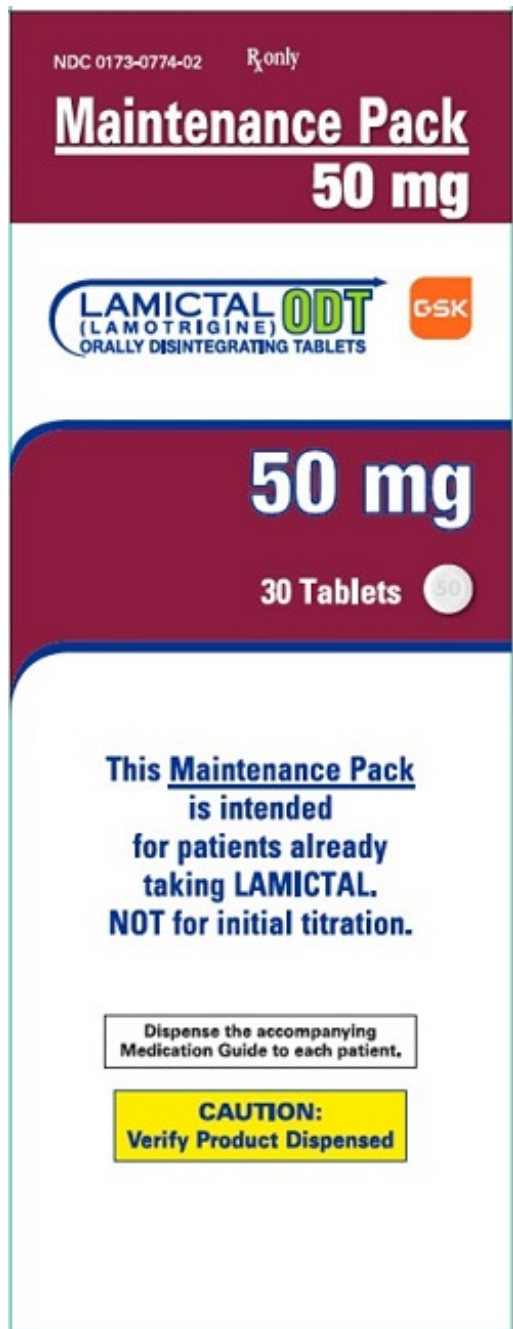 NDC 0173-0774-02 Rx only
Maintenance Pack
50 mg
LAMICTAL ODT
(LAMOTRIGINE)
ORALLY DISINTEGRATING TABLETS
GSK
50 mg
30 Tablets 50
This Maintenance Pack
is intended
for patients already
taking LAMICTAL.
NOT for initial titration.
Dispense the accompanying
Medication Guide to each patient.
CAUTION:
Verify Product Dispensed